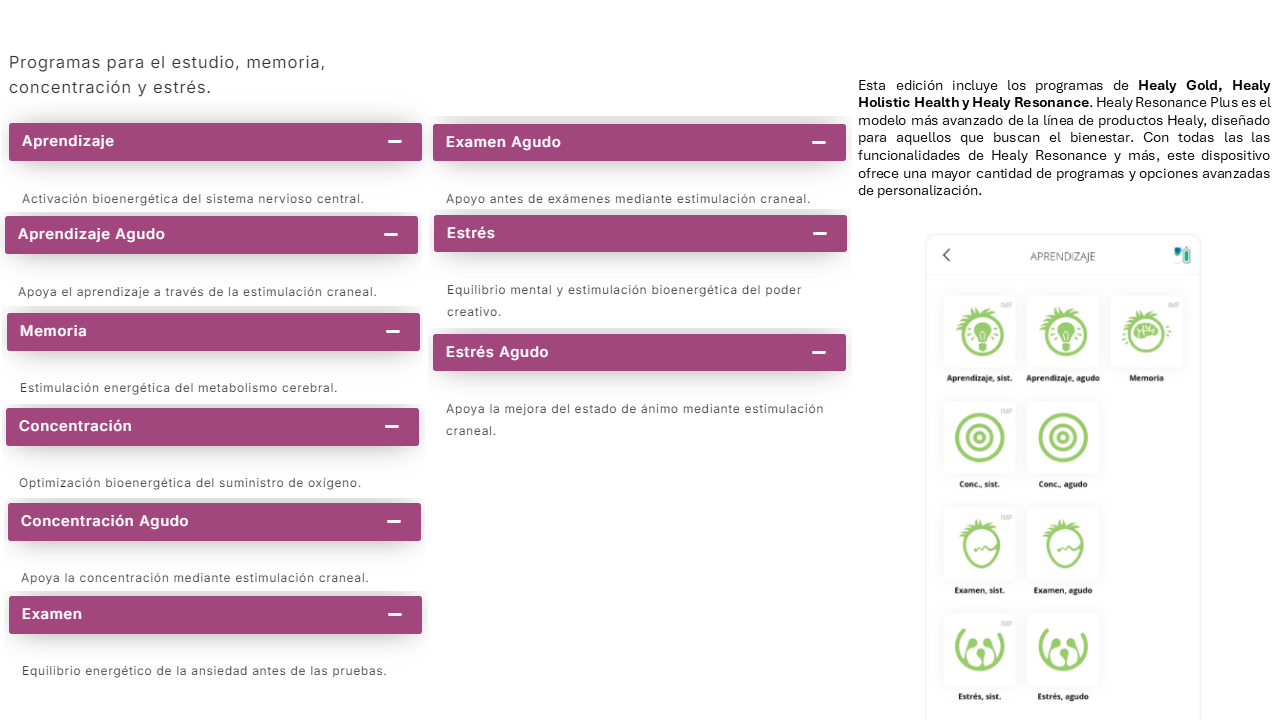 Programas para el estudio, memoria,
concentración y estrés.
Aprendizaje
Activación bioenergética del sistema nervioso central.
Aprendizaje Agudo
Apoya el aprendizaje a través de la estimulación craneal.
Memoria
Estimulación energética del metabolismo cerebral.
Concentración
Optimización bioenergética del suministro de oxígeno.
Concentración Agudo
Apoya la concentración mediante estimulación craneal.
Examen
Equilibrio energético de la ansiedad antes de las pruebas.
Examen Agudo
Apoyo antes de exámenes mediante estimulación craneal.
Estrés
Equilibrio mental y estimulación bioenergética del poder
creativo.
Estrés Agudo
Apoya la mejora del estado de ánimo mediante estimulación
craneal.
Esta edición incluye los programas de Healy Gold, Healy
Holistic Health y Healy Resonance. Healy Resonance Plus es el
modelo más avanzado de la línea de productos Healy, diseñado
para aquellos que buscan el bienestar. Con todas las las
funcionalidades de Healy Resonance y más, este dispositivo
ofrece una mayor cantidad de programas y opciones avanzadas
de personalización.
APRENDIZAJE
IMF IMF
Aprendizaje, sist. Aprendizaje, agudo Memoria
IMF
Conc., sist. Conc., agudo
IMF
Examen, sist. Examen, agudo
IMF
Estrés, sist. Estrés, agudo